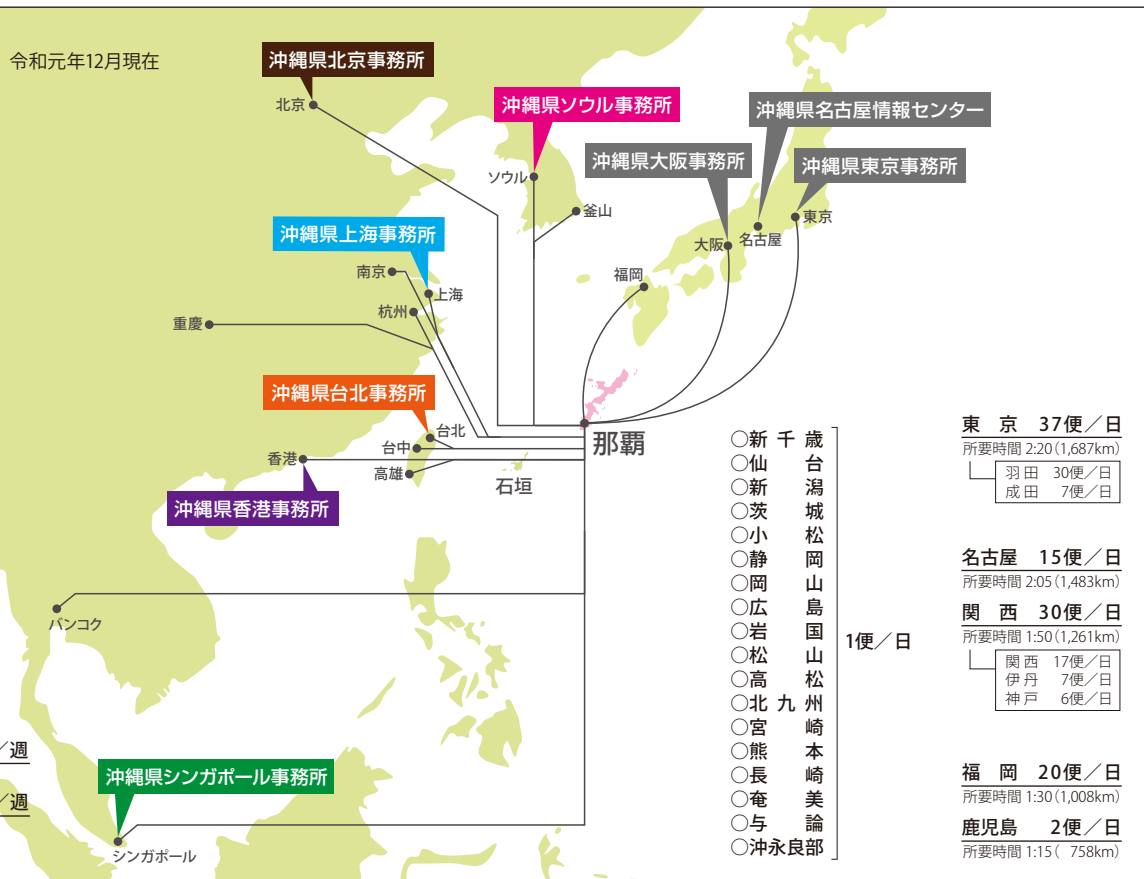 令和元年12月現在
沖縄県北京事務所
北京
沖縄県ソウル事務所
ソウル
釜山
沖縄県名古屋情報センター
沖縄県大阪事務所
沖縄県東京事務所
東京
名古屋
大阪
福岡
沖縄県上海事務所
南京
上海
杭州
重慶
沖縄県台北事務所
台北
台中
高雄
香港
沖縄県香港事務所
那覇
石垣
バンコク
/週
/週
沖縄県シンガポール事務所
シンガポール
○新千歳
○仙台
○新潟
○茨城
○小松
○静岡
○岡山
○広島
○岩国
○松山
○高松
○北九州
○宮崎
○熊本
○長崎
○奄美
○与論
○沖永良部
1便/日
東京 37便/日
所要時間 2:20(1,687km)
羽田 30便/日
成田 7便/日
名古屋 15便/日
所要時間 2:05(1,483km)
関西 30便/日
所要時間 1:50(1,261km)
関西 17便/日
伊丹 7便/日
神戸 6便/日
福岡 20便/日
所要時間 1:30(1,008km)
鹿児島 2便/日
所要時間 1:15( 758km)